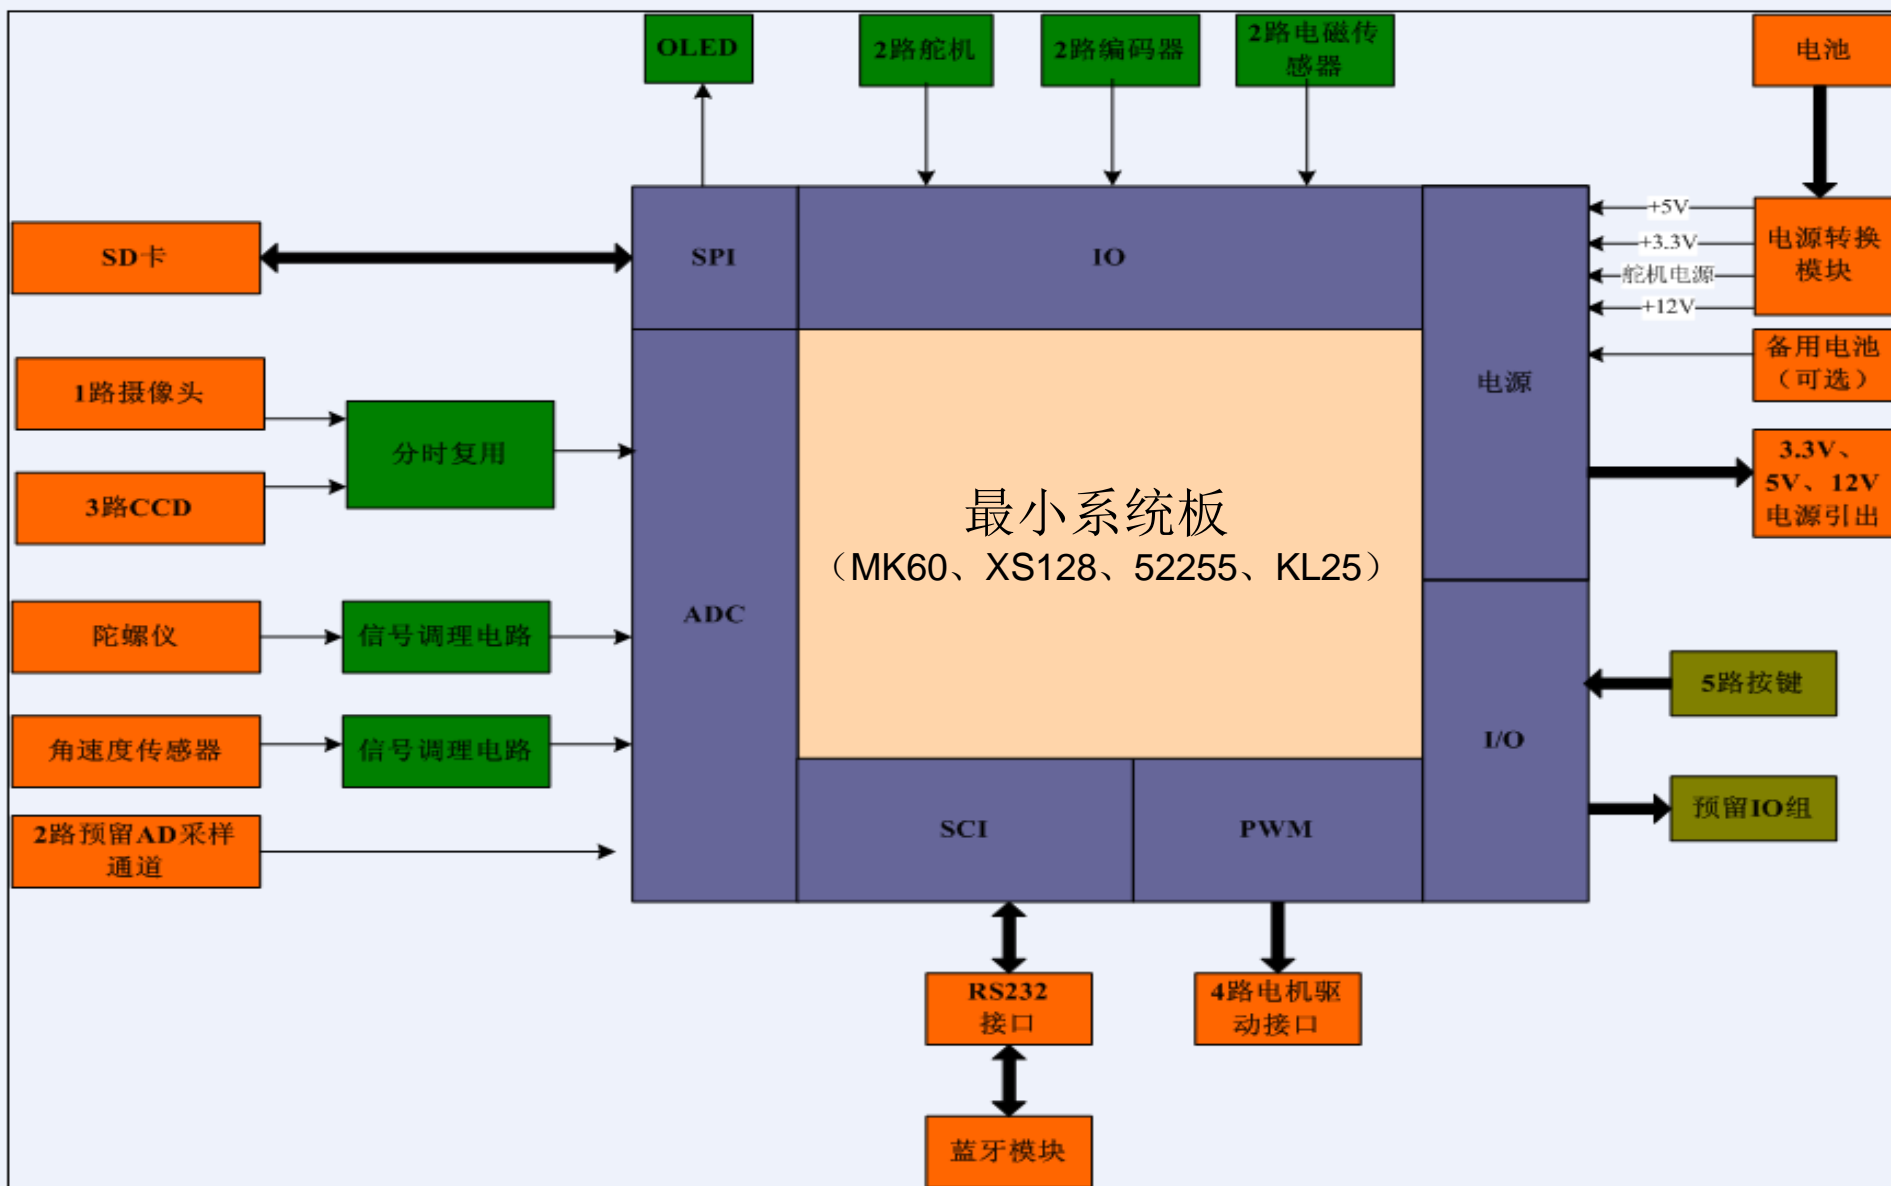 OLED
2路舵机
2路编码器
2路电磁传
感器
电池
SD卡
SPI
IO
+5V
+3.3V
舵机电源
+12V
电源转换
模块
备用电池
（可选）
电源
1路摄像头
分时复用
3路CCD
3.3V、
5V、12V
电源引出
最小系统板
（MK60、XS128、52255、KL25）
ADC
陀螺仪
信号调理电路
5路按键
I/O
角速度传感器
信号调理电路
预留IO组
2路预留AD采样
通道
SCI
PWM
RS232
接口
4路电机驱
动接口
蓝牙模块